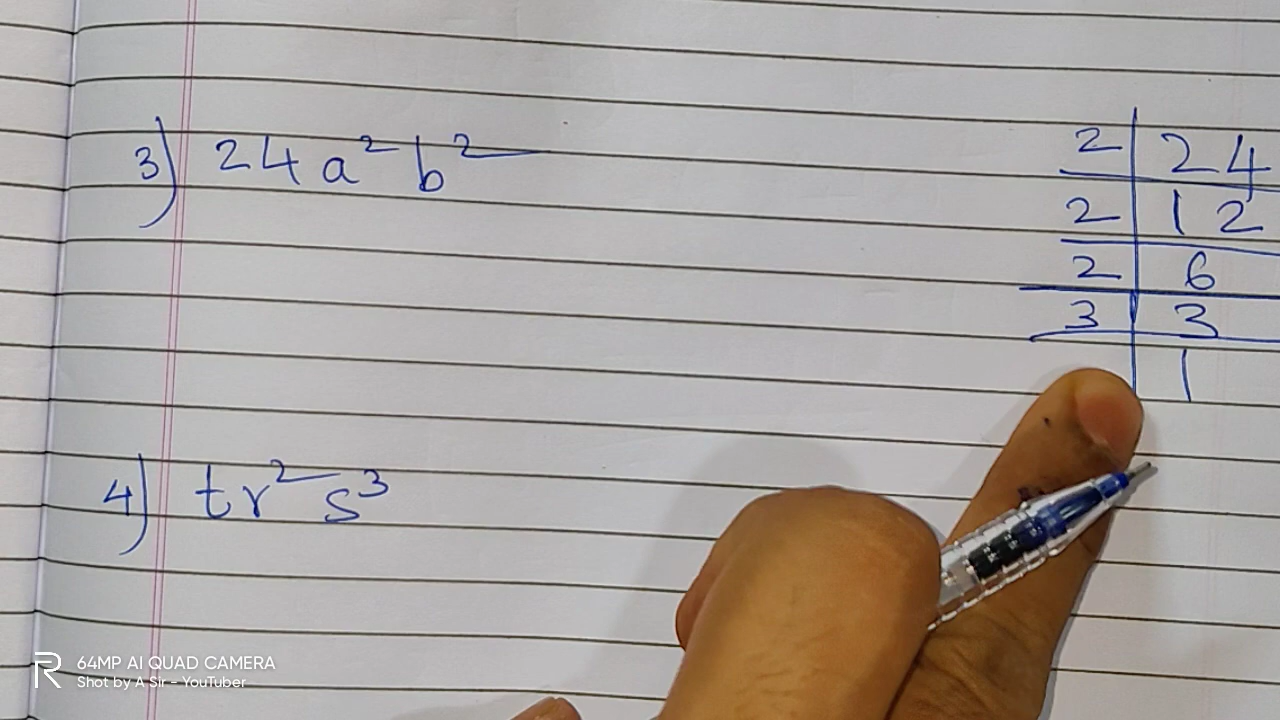 3) 24a²b²
2 | 24
2 | 12
2 | 6
3 | 3
1
4) tr²s³
64MP AI QUAD CAMERA
Shot by A Sir - YouTuber